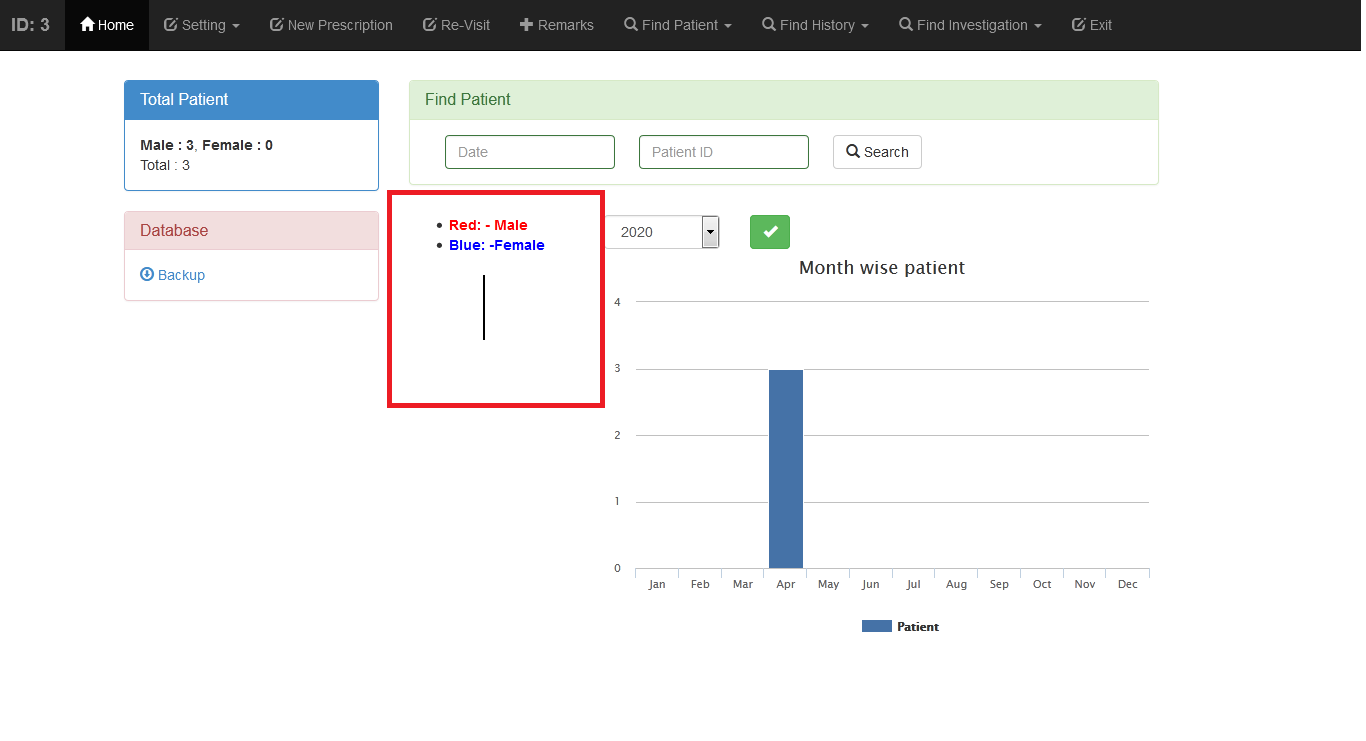 ID: 3 Home Setting New Prescription Re-Visit Remarks Find Patient Find History Find Investigation Exit
Total Patient
Male : 3, Female : 0
Total : 3
Database
Backup
Find Patient
Date Patient ID Search
Red: - Male
Blue: -Female
2020
Month wise patient
4
3
2
1
0
Jan Feb Mar Apr May Jun Jul Aug Sep Oct Nov Dec
Patient